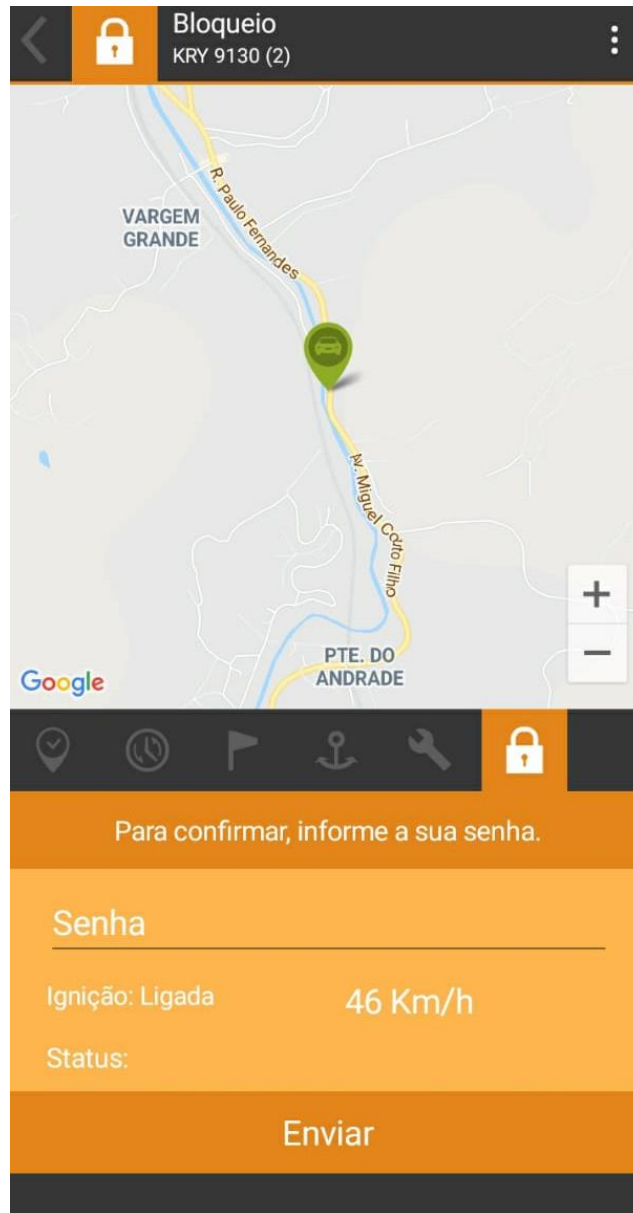 Bloqueio
KRY 9130 (2)
R. Paulo Fernandes
VARGEM
GRANDE
Av. Miguel Couto Filho
PTE. DO
ANDRADE
Google
Para confirmar, informe a sua senha.
Senha
Ignição: Ligada
46 Km/h
Status:
Enviar